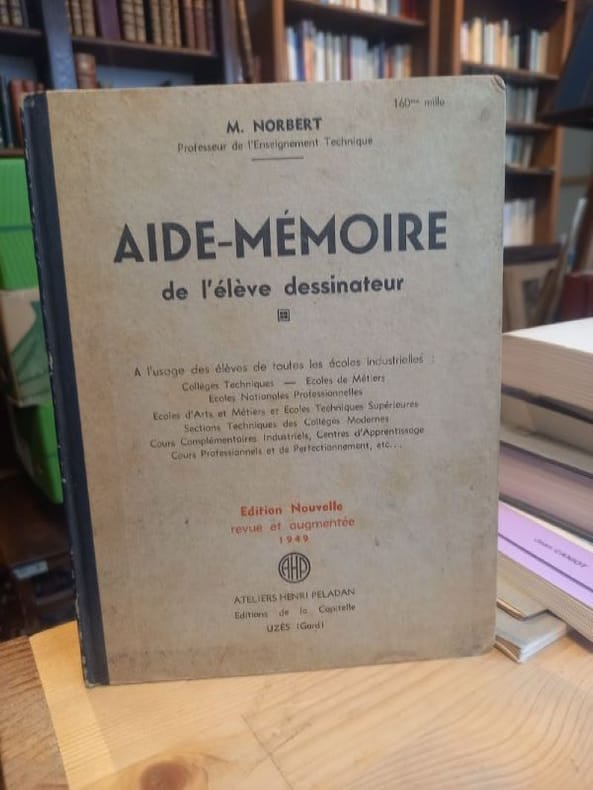 160me mille
M. NORBERT
Professeur de l'Enseignement Technique
AIDE-MÉMOIRE
de l'élève dessinateur
A l'usage des élèves de toutes les écoles industrielles :
Collèges Techniques — Ecoles de Métiers
Ecoles Nationales Professionnelles
Ecoles d'Arts et Métiers et Ecoles Techniques Supérieures
Sections Techniques des Collèges Modernes
Cours Complémentaires Industriels, Centres d'Apprentissage
Cours Professionnels et de Perfectionnement, etc...
Edition Nouvelle
revue et augmentée
1949
AHP
ATELIERS HENRI PELADAN
Editions de la Capitelle
UZÈS (Gard)